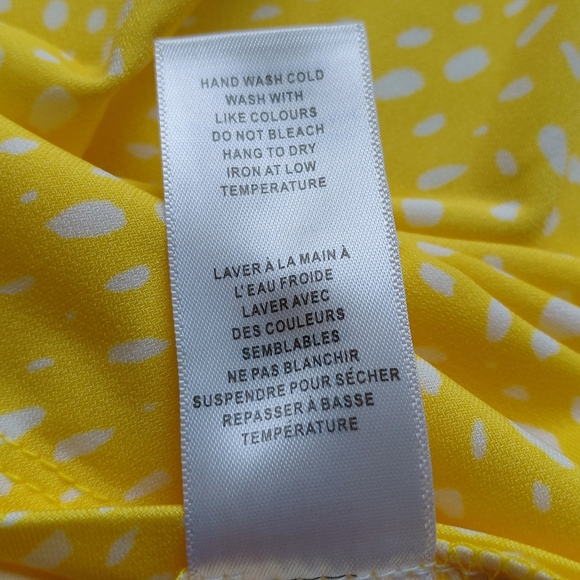 HAND WASH COLD
WASH WITH
LIKE COLOURS
DO NOT BLEACH
HANG TO DRY
IRON AT LOW
TEMPERATURE
LAVER À LA MAIN À
L'EAU FROIDE
LAVER AVEC
DES COULEURS
SEMBLABLES
NE PAS BLANCHIR
SUSPENDRE POUR SÉCHER
REPASSER À BASSE
TEMPÉRATURE